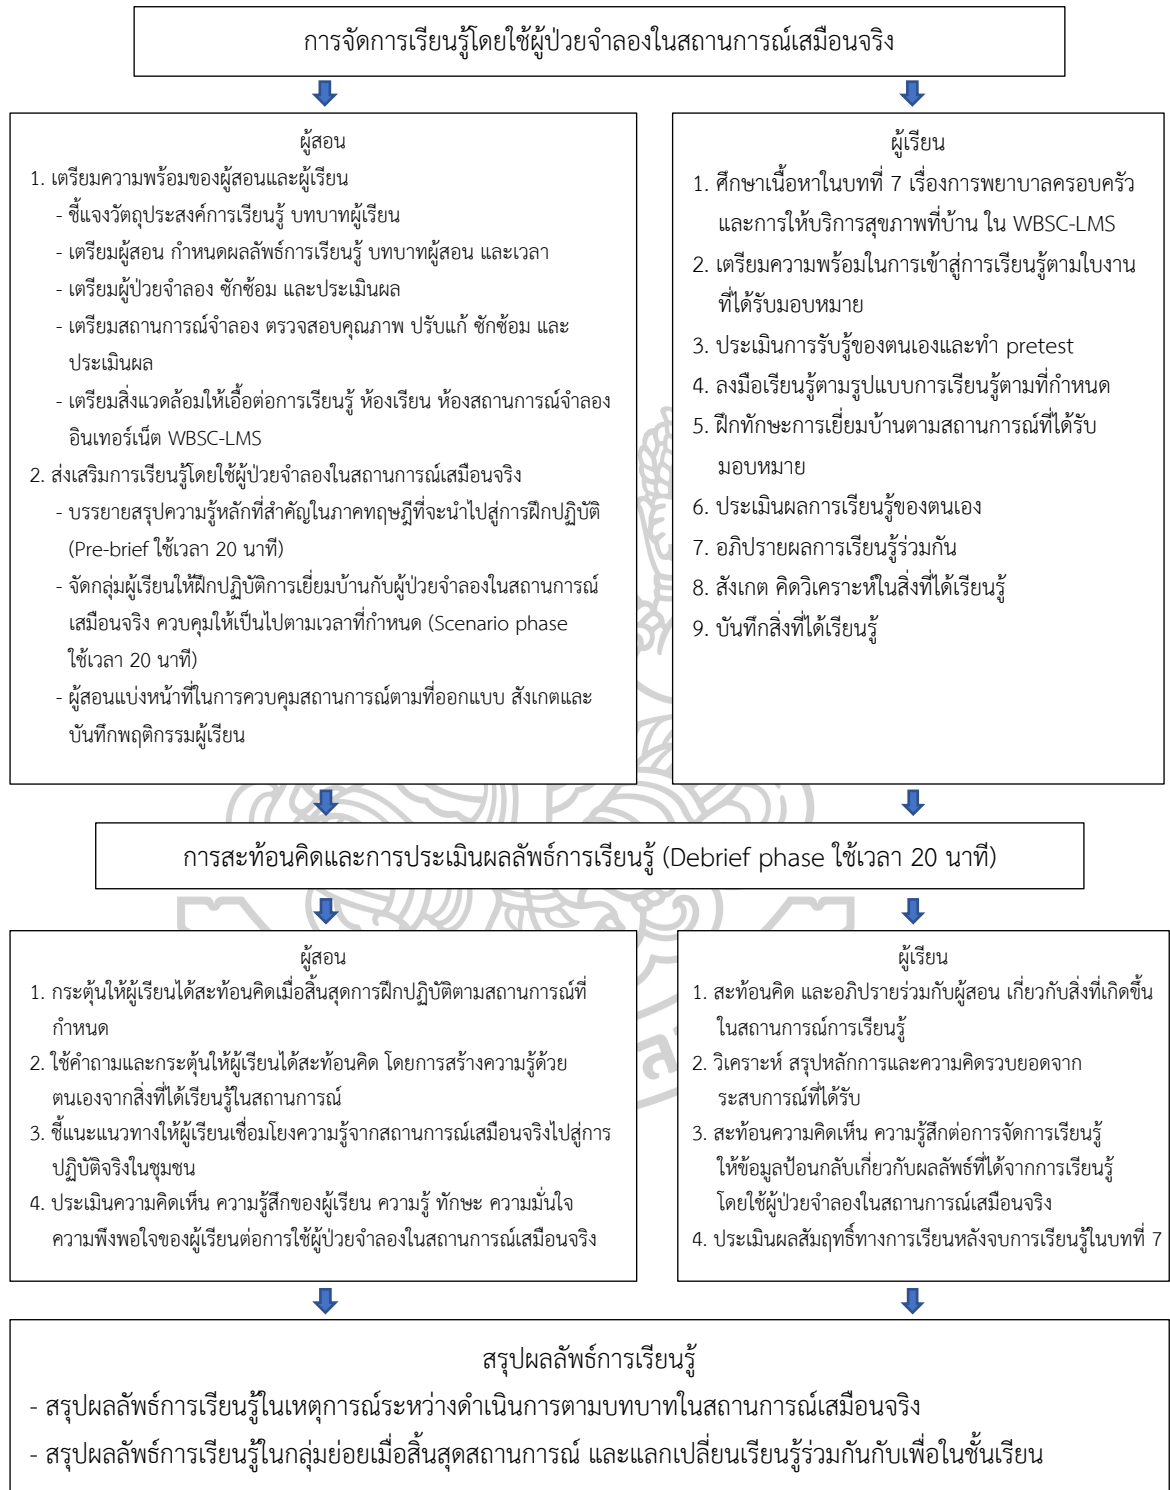 การจัดการเรียนรู้โดยใช้ผู้ป่วยจำลองในสถานการณ์เสมือนจริง
ผู้สอน
1. เตรียมความพร้อมของผู้สอนและผู้เรียน
- ชี้แจงวัตถุประสงค์การเรียนรู้ บทบาทผู้เรียน
- เตรียมผู้สอน กำหนดผลลัพธ์การเรียนรู้ บทบาทผู้สอน และเวลา
- เตรียมผู้ป่วยจำลอง ซักซ้อม และประเมินผล
- เตรียมสถานการณ์จำลอง ตรวจสอบคุณภาพ ปรับแก้ ซักซ้อม และ
ประเมินผล
- เตรียมสิ่งแวดล้อมให้เอื้อต่อการเรียนรู้ ห้องเรียน ห้องสถานการณ์จำลอง
อินเทอร์เน็ต WBSC-LMS
2. ส่งเสริมการเรียนรู้โดยใช้ผู้ป่วยจำลองในสถานการณ์เสมือนจริง
- บรรยายสรุปความรู้หลักที่สำคัญในภาคทฤษฎีที่จะนำไปสู่การฝึกปฏิบัติ
(Pre-brief ใช้เวลา 20 นาที)
- จัดกลุ่มผู้เรียนให้ฝึกปฏิบัติการเยี่ยมบ้านกับผู้ป่วยจำลองในสถานการณ์
เสมือนจริง ควบคุมให้เป็นไปตามเวลาที่กำหนด (Scenario phase
ใช้เวลา 20 นาที)
- ผู้สอนแบ่งหน้าที่ในการควบคุมสถานการณ์ตามที่ออกแบบ สังเกตและ
บันทึกพฤติกรรมผู้เรียน
ผู้เรียน
1. ศึกษาเนื้อหาในบทที่ 7 เรื่องการพยาบาลครอบครัว
และการให้บริการสุขภาพที่บ้าน ใน WBSC-LMS
2. เตรียมความพร้อมในการเข้าสู่การเรียนรู้ตามใบงาน
ที่ได้รับมอบหมาย
3. ประเมินการรับรู้ของตนเองและทำ pretest
4. ลงมือเรียนรู้ตามรูปแบบการเรียนรู้ตามที่กำหนด
5. ฝึกทักษะการเยี่ยมบ้านตามสถานการณ์ที่ได้รับ
มอบหมาย
6. ประเมินผลการเรียนรู้ของตนเอง
7. อภิปรายผลการเรียนรู้ร่วมกัน
8. สังเกต คิดวิเคราะห์ในสิ่งที่ได้เรียนรู้
9. บันทึกสิ่งที่ได้เรียนรู้
การสะท้อนคิดและการประเมินผลลัพธ์การเรียนรู้ (Debrief phase ใช้เวลา 20 นาที)
ผู้สอน
1. กระตุ้นให้ผู้เรียนได้สะท้อนคิดเมื่อสิ้นสุดการฝึกปฏิบัติตามสถานการณ์ที่
กำหนด
2. ใช้คำถามและกระตุ้นให้ผู้เรียนได้สะท้อนคิด โดยการสร้างความรู้ด้วย
ตนเองจากสิ่งที่ได้เรียนรู้ในสถานการณ์
3. ชี้แนะแนวทางให้ผู้เรียนเชื่อมโยงความรู้จากสถานการณ์เสมือนจริงไปสู่การ
ปฏิบัติจริงในชุมชน
4. ประเมินความคิดเห็น ความรู้สึกของผู้เรียน ความรู้ ทักษะ ความมั่นใจ
ความพึงพอใจของผู้เรียนต่อการใช้ผู้ป่วยจำลองในสถานการณ์เสมือนจริง
ผู้เรียน
1. สะท้อนคิด และอภิปรายร่วมกับผู้สอน เกี่ยวกับสิ่งที่เกิดขึ้น
ในสถานการณ์การเรียนรู้
2. วิเคราะห์ สรุปหลักการและความคิดรวบยอดจาก
ระสบการณ์ที่ได้รับ
3. สะท้อนความคิดเห็น ความรู้สึกต่อการจัดการเรียนรู้
ให้ข้อมูลป้อนกลับเกี่ยวกับผลลัพธ์ที่ได้จากการเรียนรู้
โดยใช้ผู้ป่วยจำลองในสถานการณ์เสมือนจริง
4. ประเมินผลสัมฤทธิ์ทางการเรียนหลังจบการเรียนรู้ในบทที่ 7
สรุปผลลัพธ์การเรียนรู้
- สรุปผลลัพธ์การเรียนรู้ในเหตุการณ์ระหว่างดำเนินการตามบทบาทในสถานการณ์เสมือนจริง
- สรุปผลลัพธ์การเรียนรู้ในกลุ่มย่อยเมื่อสิ้นสุดสถานการณ์ และแลกเปลี่ยนเรียนรู้ร่วมกันกับเพื่อในชั้นเรียน